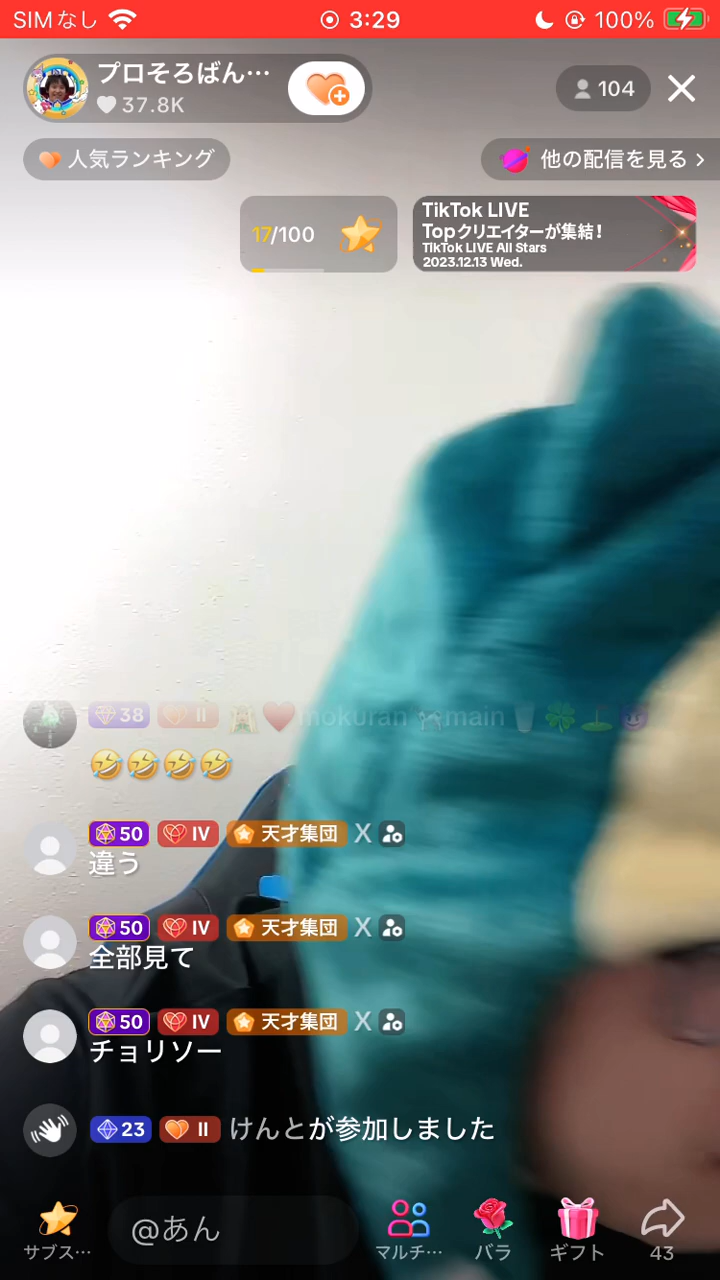 SIMなし
3:29
100%
プロそろばん…
37.8K
104
人気ランキング
他の配信を見る
17/100
TikTok LIVE
Topクリエイターが集結！
TikTok LIVE All Stars
2023.12.13 Wed.
38 II mokuran main
50 IV 天才集団 X
違う
50 IV 天才集団 X
全部見て
50 IV 天才集団 X
チョリソー
23 II けんとが参加しました
@あん
サブス…
マルチ…
バラ
ギフト
43